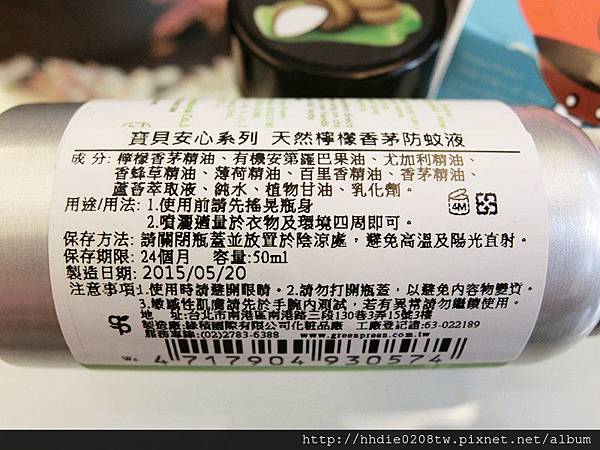 寶貝安心系列 天然檸檬香茅防蚊液
成 分: 檸檬香茅精油、有機安第羅巴果油、尤加利精油、
香蜂草精油、薄荷精油、百里香精油、香茅精油、
蘆薈萃取液、純水、植物甘油、乳化劑。
用途/用法: 1.使用前請先搖晃瓶身
2.噴灑適量於衣物及環境四周即可。
4M
保存方法: 請關閉瓶蓋並放置於陰涼處，避免高溫及陽光直射。
保存期限: 24個月 容量:50ml
製造日期: 2015/05/20
注意事項:1.使用時請避開眼睛。2.請勿打開瓶蓋，以避免內容物變質。
3.敏感性肌膚請先於手腕內測試，若有異常請勿繼續使用。
地 址:台北市南港區南港路三段130巷3弄15號3樓
製造廠:綠積國際有限公司化粧品廠 工廠登記證:63-022189
服務專線:(02)2783-6388 www.greenpreen.com.tw
4 717904 930574
http://hhdie0208tw.pixnet.net/album